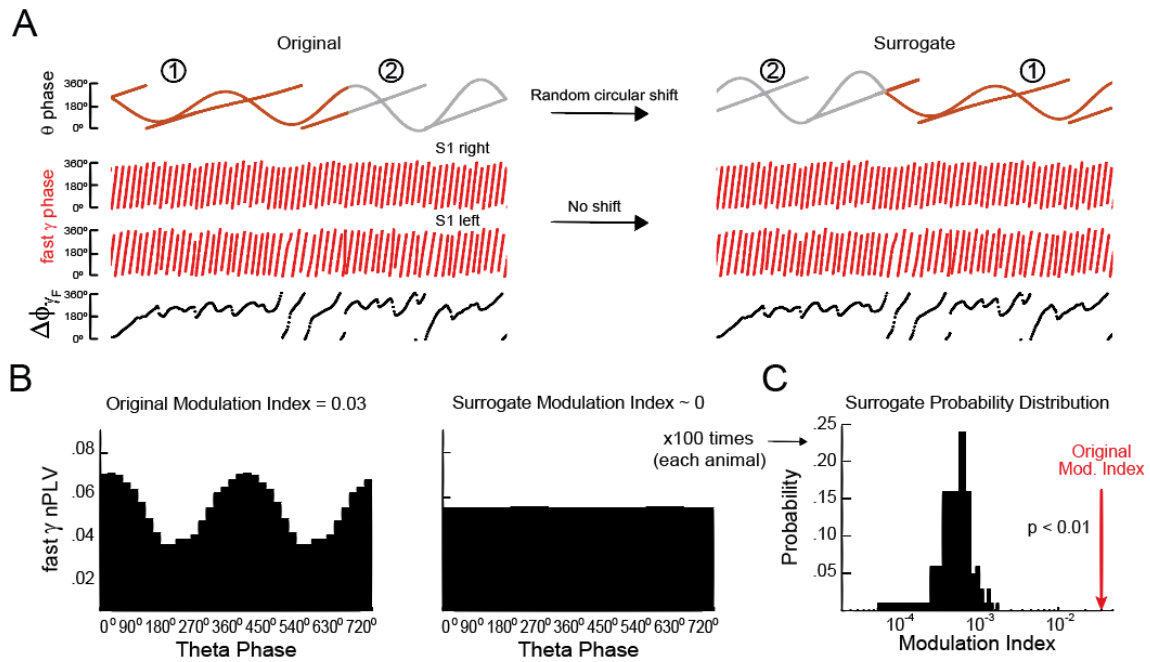 A
Original
Surrogate
① ②
② ①
θ phase
360º
180º
0º
Random circular shift
S1 right
fast γ phase
360º
180º
0º
S1 left
360º
180º
0º
No shift
ΔϕγF
360º
180º
0º
B
Original Modulation Index = 0.03
Surrogate Modulation Index ~ 0
fast γ nPLV
.08
.06
.04
.02
0º 90º 180º 270º 360º 450º 540º 630º 720º
Theta Phase
0º 90º 180º 270º 360º 450º 540º 630º 720º
Theta Phase
x100 times
(each animal)
C
Surrogate Probability Distribution
Probability
.25
.20
.15
.10
.05
Original
Mod. Index
p < 0.01
10⁻⁴ 10⁻³ 10⁻²
Modulation Index